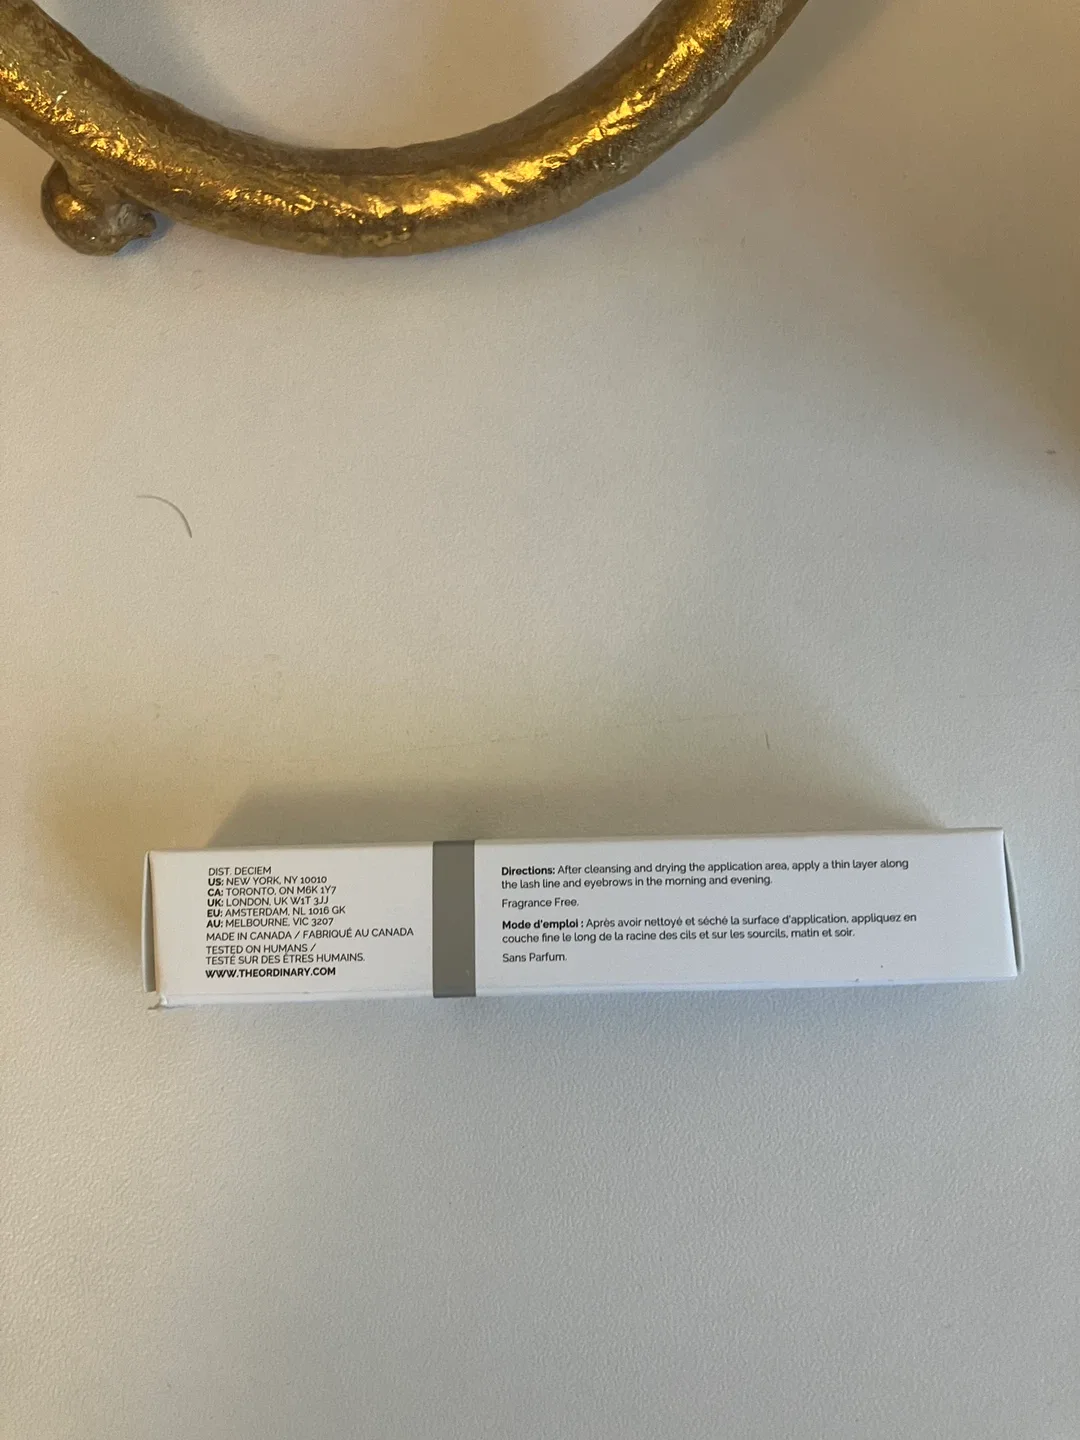 DIST. DECIEM
US: NEW YORK, NY 10010
CA: TORONTO, ON M6K 1Y7
UK: LONDON, UK W1T 3JJ
EU: AMSTERDAM, NL 1016 GK
AU: MELBOURNE, VIC 3207
MADE IN CANADA / FABRIQUÉ AU CANADA
TESTED ON HUMANS /
TESTÉ SUR DES ÊTRES HUMAINS.
WWW.THEORDINARY.COM
Directions: After cleansing and drying the application area, apply a thin layer along
the lash line and eyebrows in the morning and evening.
Fragrance Free.
Mode d'emploi : Après avoir nettoyé et séché la surface d'application, appliquez en
couche fine le long de la racine des cils et sur les sourcils, matin et soir.
Sans Parfum.